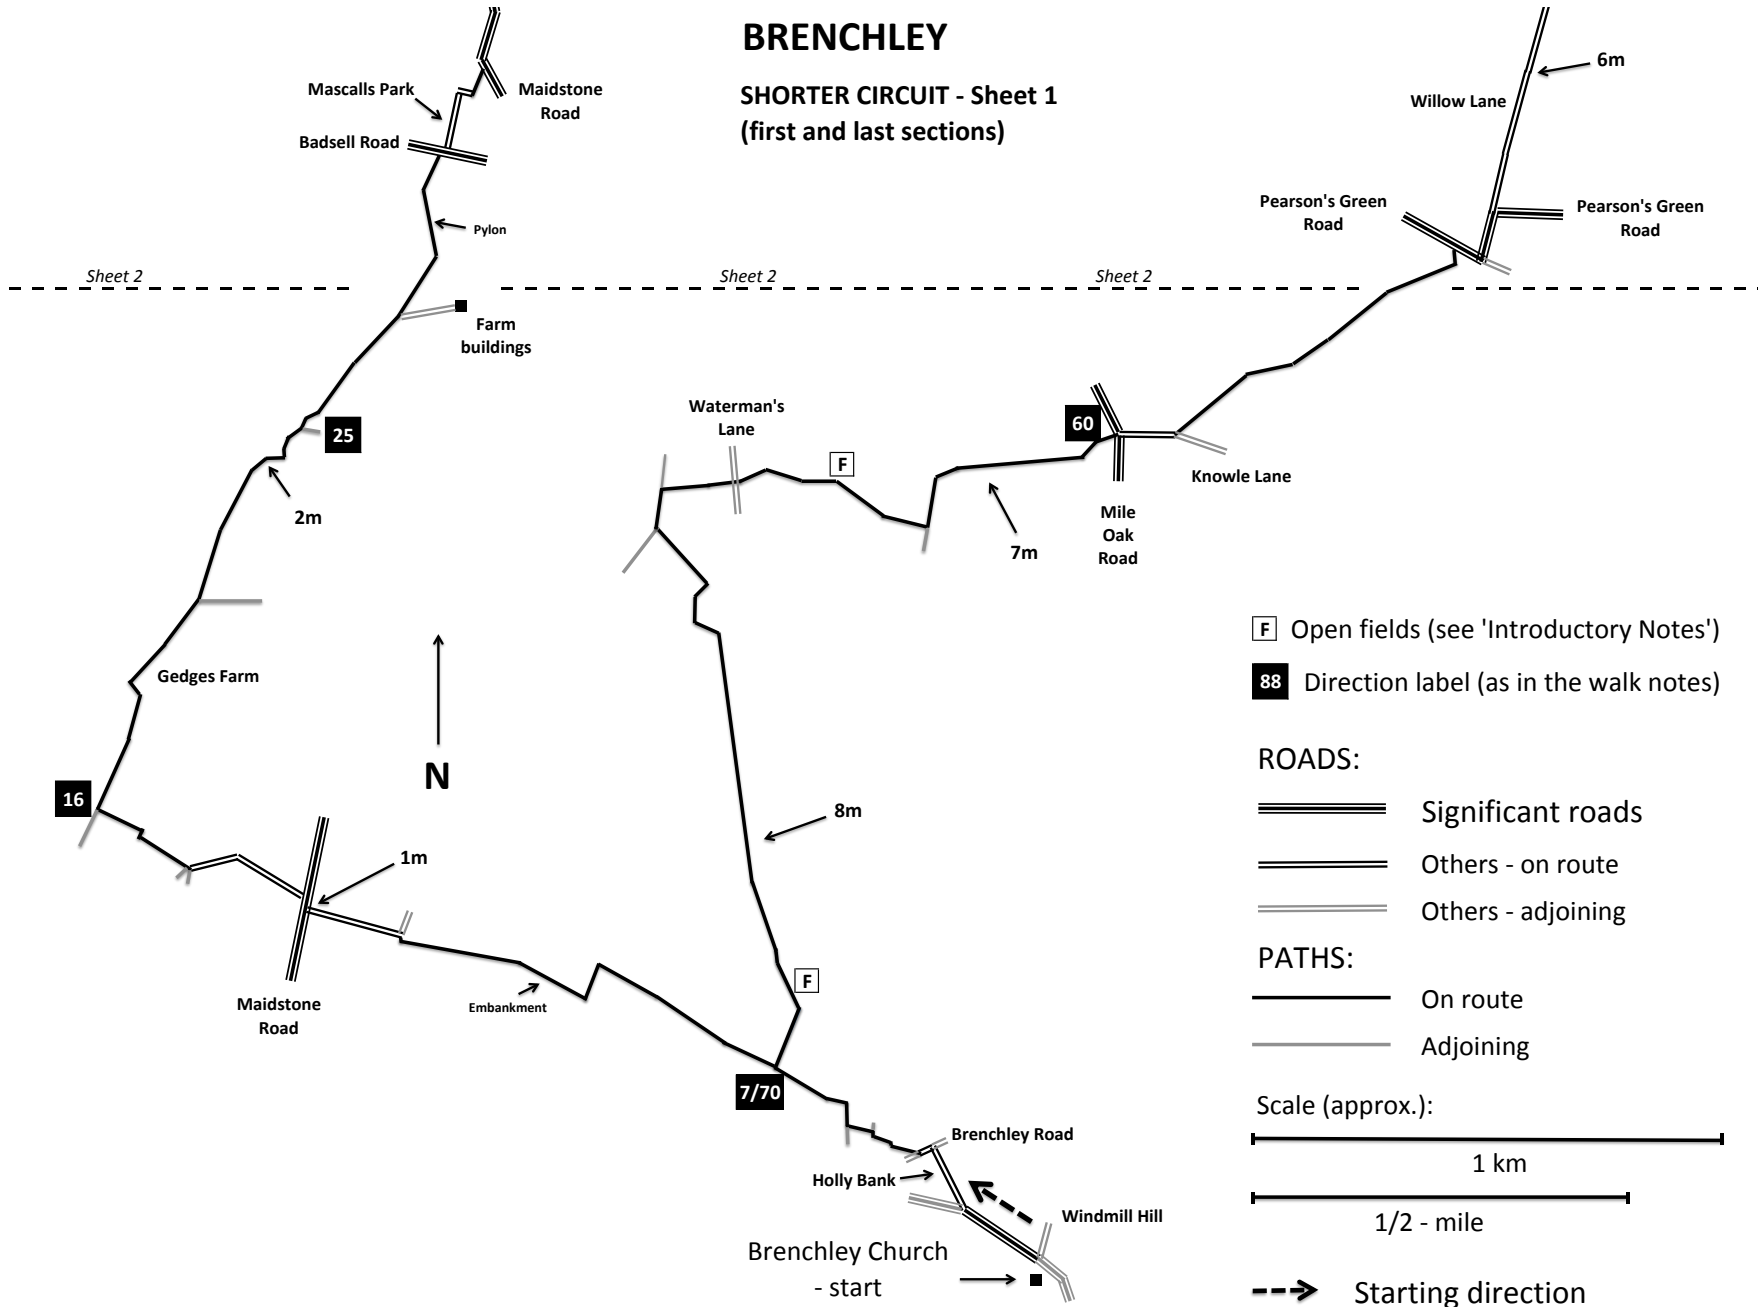 BRENCHLEY
SHORTER CIRCUIT - Sheet 1
(first and last sections)
Mascalls Park
Maidstone
Road
Badsell Road
Pylon
6m
Willow Lane
Pearson's Green
Road
Pearson's Green
Road
Sheet 2
Sheet 2
Sheet 2
Farm
buildings
25
2m
Waterman's
Lane
F
60
Knowle Lane
Mile
Oak
Road
7m
Gedges Farm
N
16
1m
8m
Maidstone
Road
Embankment
F
7/70
Brenchley Road
Holly Bank
Windmill Hill
Brenchley Church
- start
F Open fields (see 'Introductory Notes')
88 Direction label (as in the walk notes)
ROADS:
Significant roads
Others - on route
Others - adjoining
PATHS:
On route
Adjoining
Scale (approx.):
1 km
1/2 - mile
Starting direction